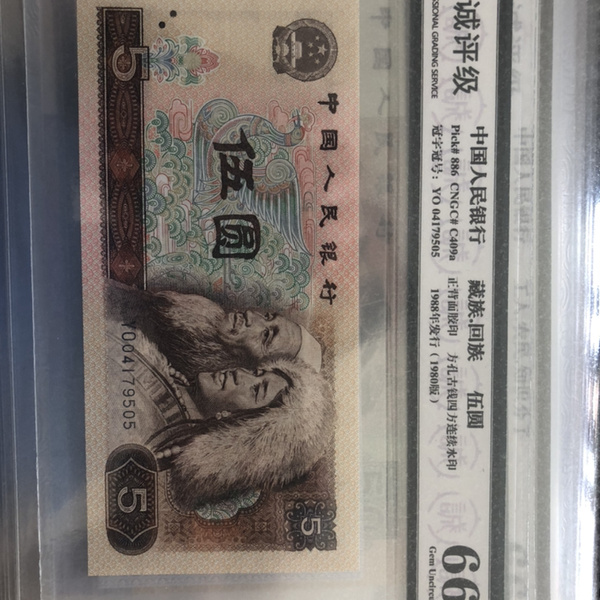 诚评级
SSIONAL GRADING SERVICE
中国人民银行 藏族.回族 伍圆
Pick# 886 CNGC# C409a 正背面胶印 方孔古钱四方连续水印
冠字冠号: YO 04179505 1988年发行 (1980版)
66
Gem Uncircu
中国人民银行
伍圆
YO04179505
5
5
5